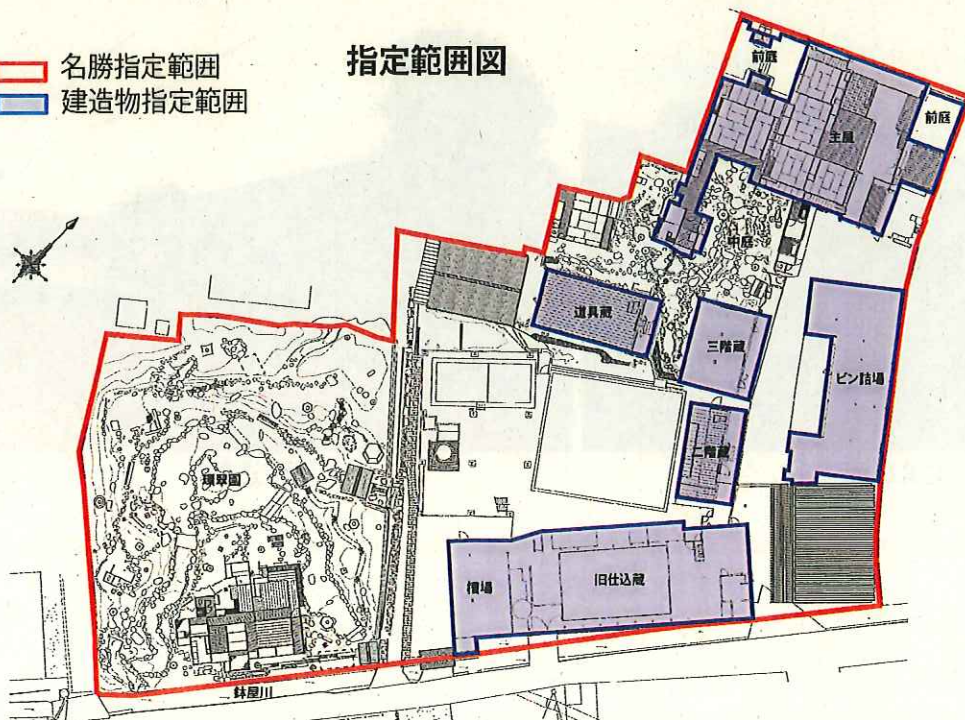 指定範囲図
名勝指定範囲
建造物指定範囲
前庭
前庭
主屋
中庭
道具蔵
三階蔵
ビン詰場
二階蔵
環翠園
槽場
旧仕込蔵
鉢屋川